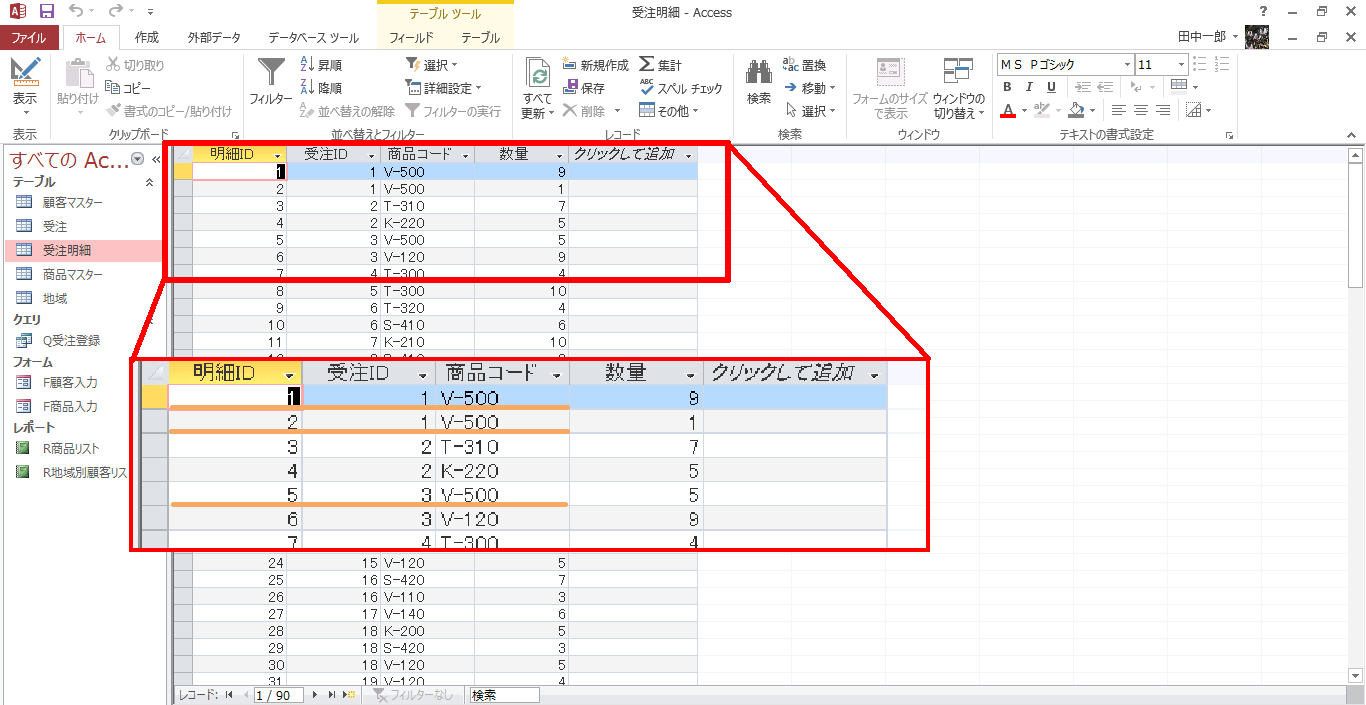 テーブル ツール
受注明細 - Access
ファイル
ホーム
作成
外部データ
データベース ツール
フィールド
テーブル
田中一郎
表示
貼り付け
切り取り
コピー
書式のコピー/貼り付け
フィルター
昇順
降順
並べ替えの解除
選択
詳細設定
フィルターの実行
すべて
更新
新規作成
保存
削除
集計
スペル チェック
その他
検索
置換
移動
選択
フォームのサイズ
で表示
ウィンドウの
切り替え
MS Pゴシック
11
B I U
表示
クリップボード
並べ替えとフィルター
レコード
検索
ウィンドウ
テキストの書式設定
すべての Ac...
テーブル
顧客マスター
受注
受注明細
商品マスター
地域
クエリ
Q受注登録
フォーム
F顧客入力
F商品入力
レポート
R商品リスト
R地域別顧客リス
明細ID 受注ID 商品コード 数量 クリックして追加
1 1 V-500 9
2 1 V-500 1
3 2 T-310 7
4 2 K-220 5
5 3 V-500 5
6 3 V-120 9
7 4 T-300 4
8 5 T-300 10
9 6 T-320 4
10 6 S-410 6
11 7 K-210 10
明細ID 受注ID 商品コード 数量 クリックして追加
1 1 V-500 9
2 1 V-500 1
3 2 T-310 7
4 2 K-220 5
5 3 V-500 5
6 3 V-120 9
7 4 T-300 4
24 15 V-120 5
25 16 S-420 7
26 16 V-110 3
27 17 V-140 6
28 18 K-200 5
29 18 S-420 3
30 18 V-120 5
31 19 V-120 4
レコード: 1 / 90 フィルターなし 検索